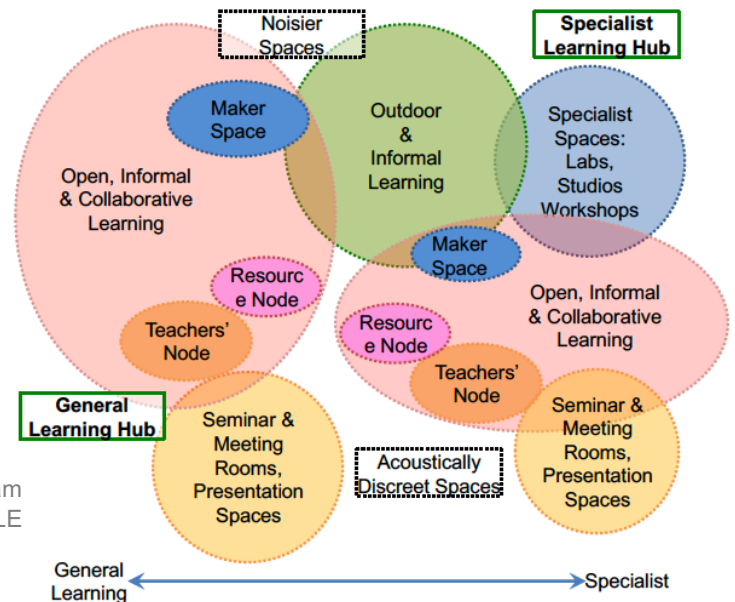 Noisier
Spaces
Specialist
Learning Hub
Maker
Space
Outdoor
&
Informal
Learning
Specialist
Spaces:
Labs,
Studios
Workshops
Open, Informal
& Collaborative
Learning
Maker
Space
Resourc
e Node
Open, Informal
& Collaborative
Learning
Teachers'
Node
Resourc
e Node
Teachers'
Node
General
Learning Hub
Seminar &
Meeting
Rooms,
Presentation
Spaces
Acoustically
Discreet Spaces
Seminar &
Meeting
Rooms,
Presentation
Spaces
am
LE
General
Learning
Specialist